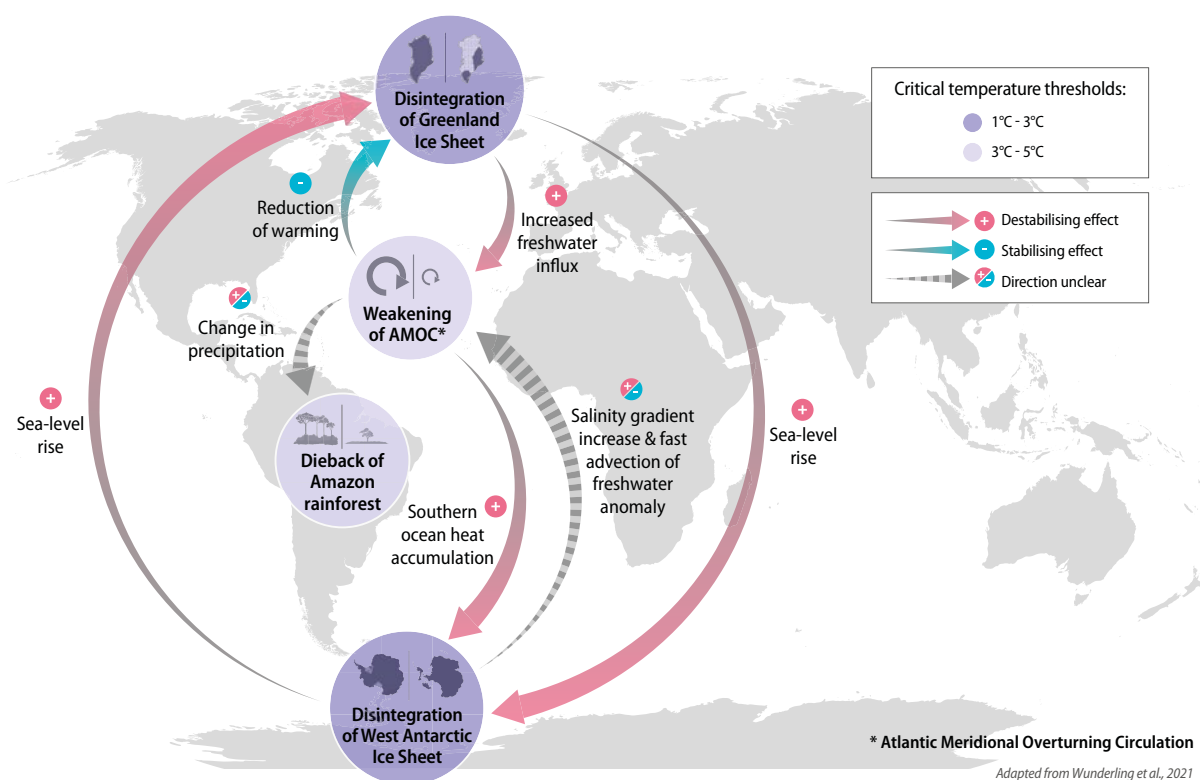 Disintegration
of Greenland
Ice Sheet
Critical temperature thresholds:
1°C - 3°C
3°C - 5°C
-
Reduction
of warming
+
Increased
freshwater
influx
+ Destabilising effect
- Stabilising effect
+- Direction unclear
Weakening
of AMOC*
+-
Change in
precipitation
+
Sea-level
rise
+-
Salinity gradient
increase & fast
advection of
freshwater
anomaly
+
Sea-level
rise
Dieback of
Amazon
rainforest
+
Southern
ocean heat
accumulation
Disintegration
of West Antarctic
Ice Sheet
* Atlantic Meridional Overturning Circulation
Adapted from Wunderling et al., 2021